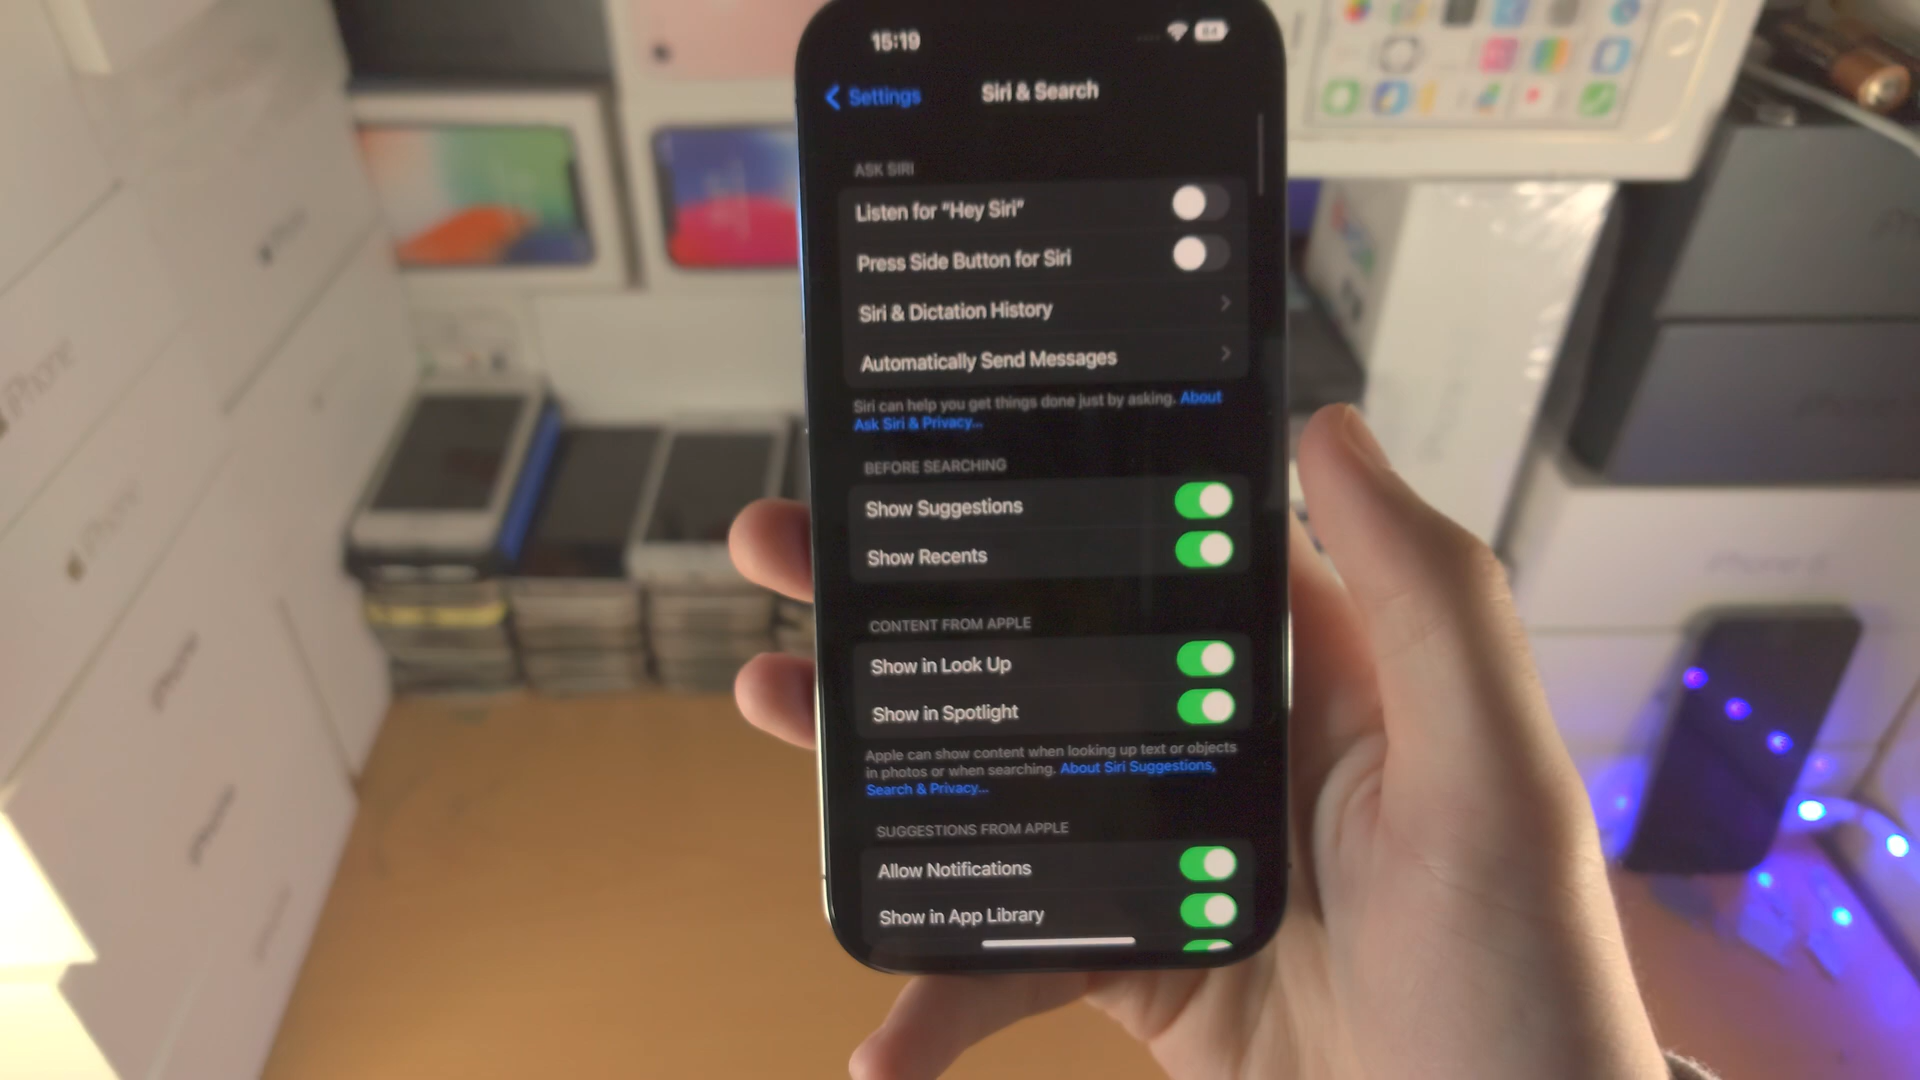 15:19
Settings
Siri & Search
ASK SIRI
Listen for “Hey Siri”
Press Side Button for Siri
Siri & Dictation History
Automatically Send Messages
Siri can help you get things done just by asking. About
Ask Siri & Privacy...
BEFORE SEARCHING
Show Suggestions
Show Recents
CONTENT FROM APPLE
Show in Look Up
Show in Spotlight
Apple can show content when looking up text or objects
in photos or when searching. About Siri Suggestions,
Search & Privacy...
SUGGESTIONS FROM APPLE
Allow Notifications
Show in App Library
iPhone
iPhone
iPhone
iPhone